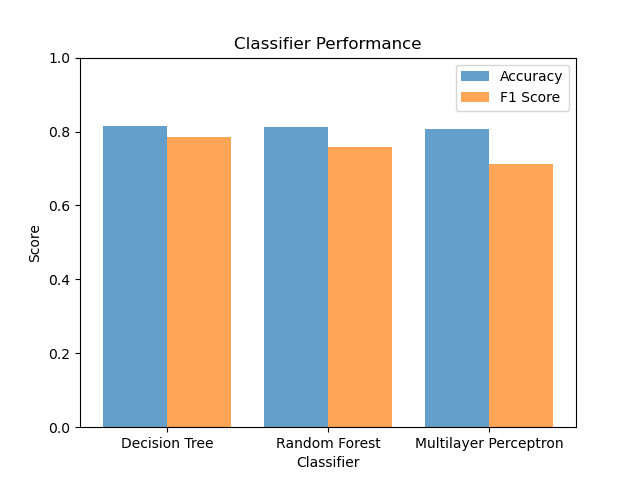 Classifier Performance
1.0
Accuracy
F1 Score
0.8
0.6
Score
0.4
0.2
0.0
Decision Tree Random Forest Multilayer Perceptron
Classifier